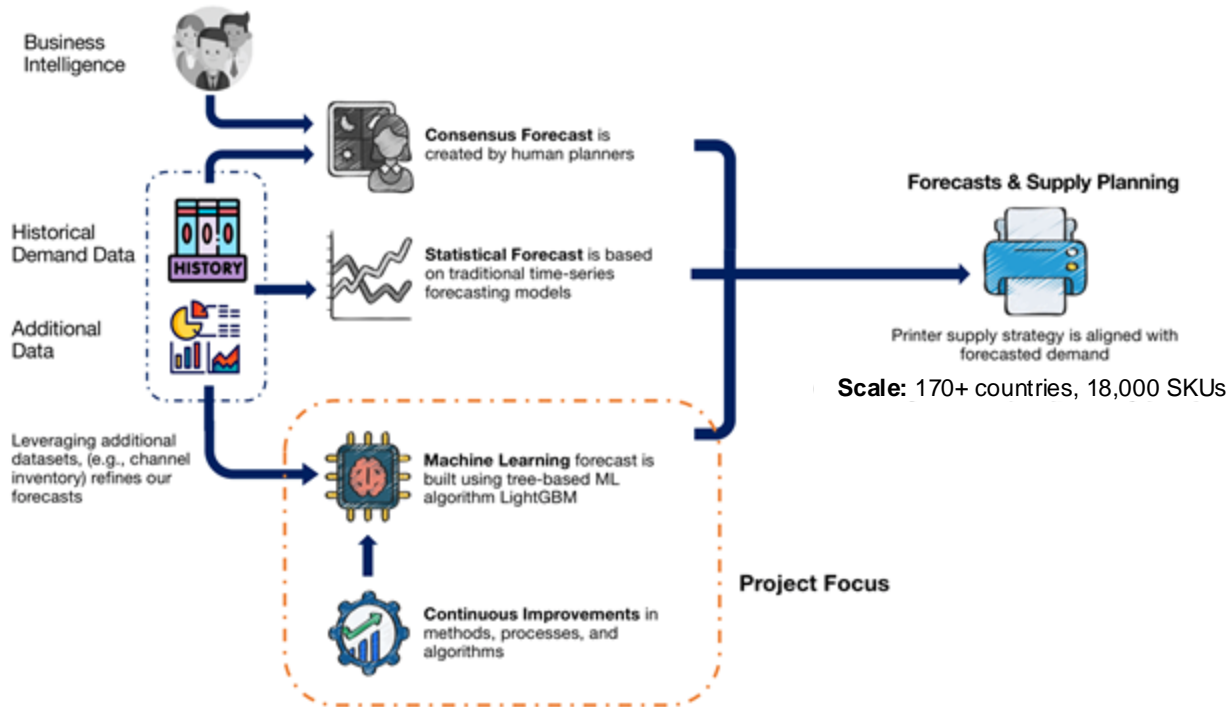 Business
Intelligence
Consensus Forecast is
created by human planners
Historical
Demand Data
HISTORY
Statistical Forecast is based
on traditional time-series
forecasting models
Additional
Data
Leveraging additional
datasets, (e.g., channel
inventory) refines our
forecasts
Machine Learning forecast is
built using tree-based ML
algorithm LightGBM
Continuous Improvements in
methods, processes, and
algorithms
Project Focus
Forecasts & Supply Planning
Printer supply strategy is aligned with
forecasted demand
Scale: 170+ countries, 18,000 SKUs